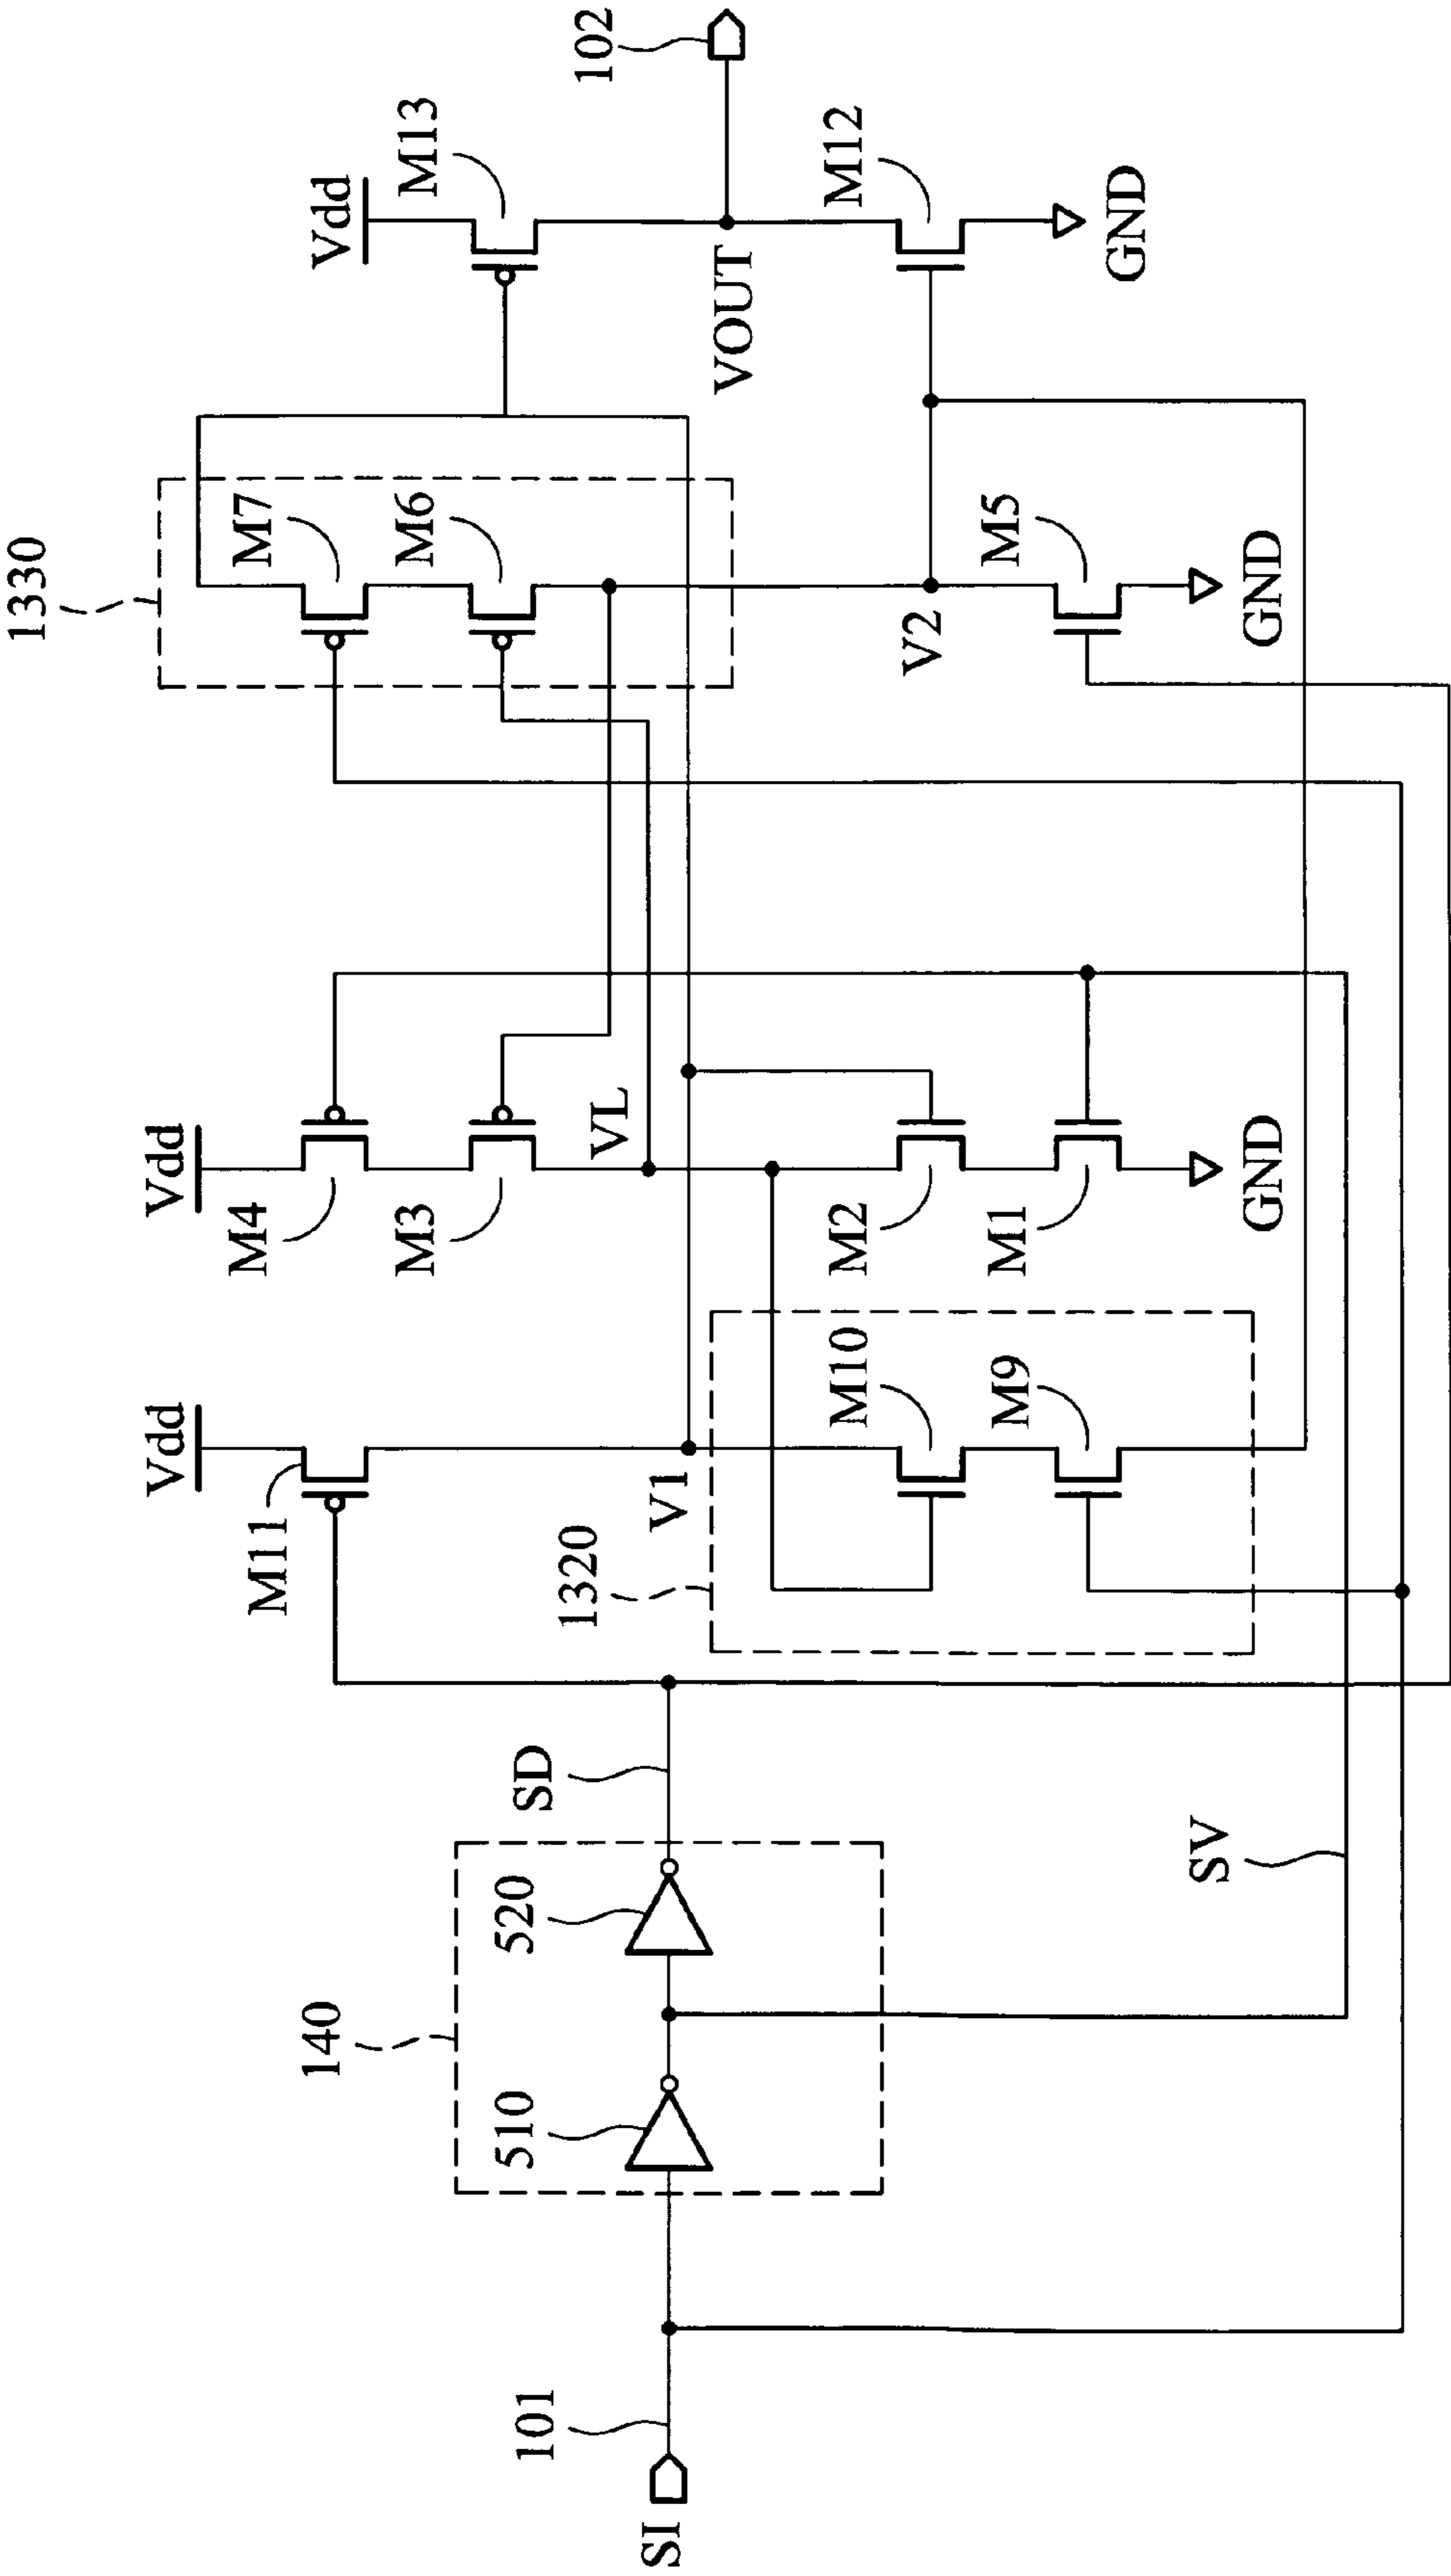 1330
102
Vdd
M13
M7
M6
VOUT
M12
GND
V2
M5
GND
Vdd
M4
M3
VL
M2
M1
GND
Vdd
M11
V1
1320
M10
M9
140
510
520
SD
SV
101
SI